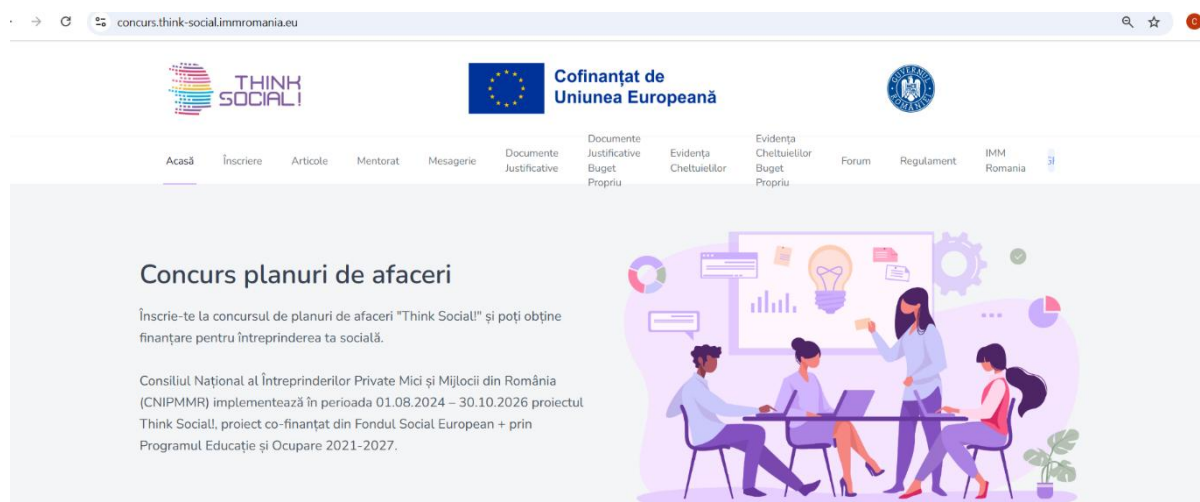 concurs.think-social.immromania.eu
THINK
SOCIAL!
Cofinanțat de
Uniunea Europeană
GUVERNUL
ROMÂNIEI
Acasă
Înscriere
Articole
Mentorat
Mesagerie
Documente
Justificative
Documente
Justificative
Buget
Propriu
Evidența
Cheltuielilor
Evidența
Cheltuielilor
Buget
Propriu
Forum
Regulament
IMM
Romania
Concurs planuri de afaceri
Înscrie-te la concursul de planuri de afaceri "Think Social!" și poți obține
finanțare pentru întreprinderea ta socială.
Consiliul Național al Întreprinderilor Private Mici și Mijlocii din România
(CNIPMMR) implementează în perioada 01.08.2024 – 30.10.2026 proiectul
Think Social!, proiect co-finanțat din Fondul Social European + prin
Programul Educație și Ocupare 2021-2027.